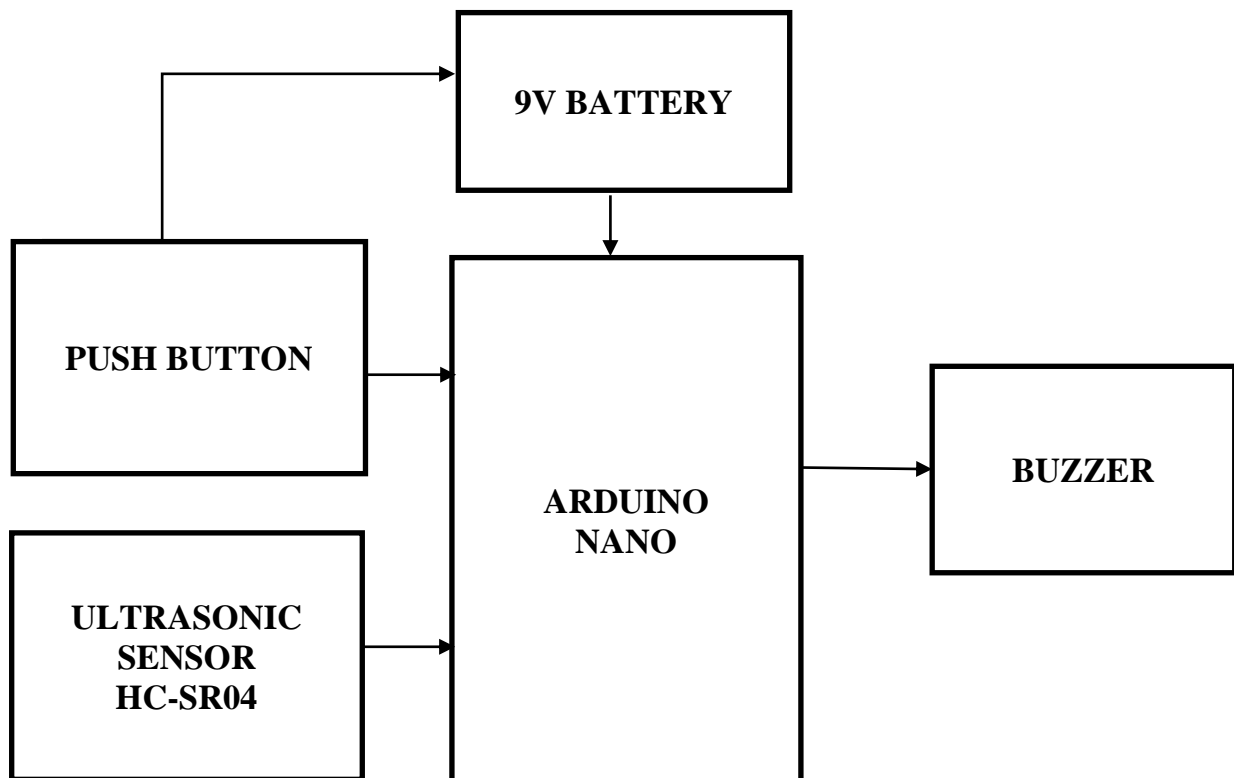 9V BATTERY
PUSH BUTTON
ARDUINO
NANO
BUZZER
ULTRASONIC
SENSOR
HC-SR04